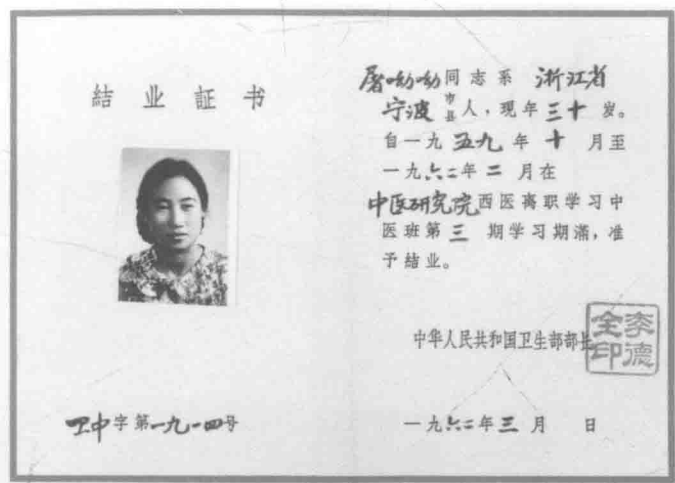 結业証书
卫中字第一九一四号
屠呦呦同志系 浙江省
宁波市县人，现年三十岁。
自一九五九年十月至
一九六二年二月在
中医研究院西医离职学习中
医班第三期学习期滿，准
予结业。
中华人民共和国卫生部部长
李德全印
一九六二年三月 日